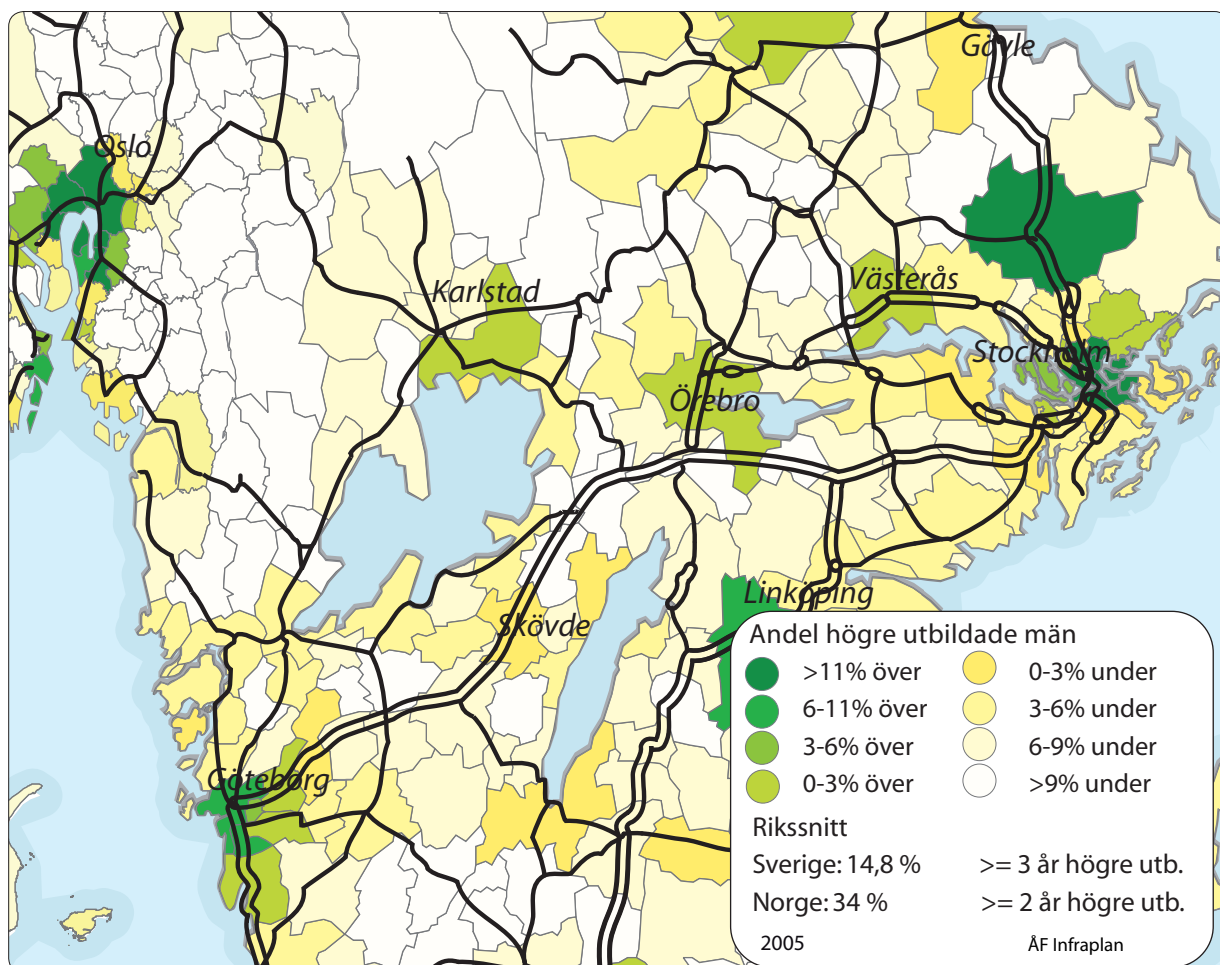 Gävle
Oslo
Västerås
Karlstad
Stockholm
Örebro
Linköping
Skövde
Göteborg
Andel högre utbildade män
>11% över 0-3% under
6-11% över 3-6% under
3-6% över 6-9% under
0-3% över >9% under
Rikssnitt
Sverige: 14,8 % >= 3 år högre utb.
Norge: 34 % >= 2 år högre utb.
2005 ÅF Infraplan